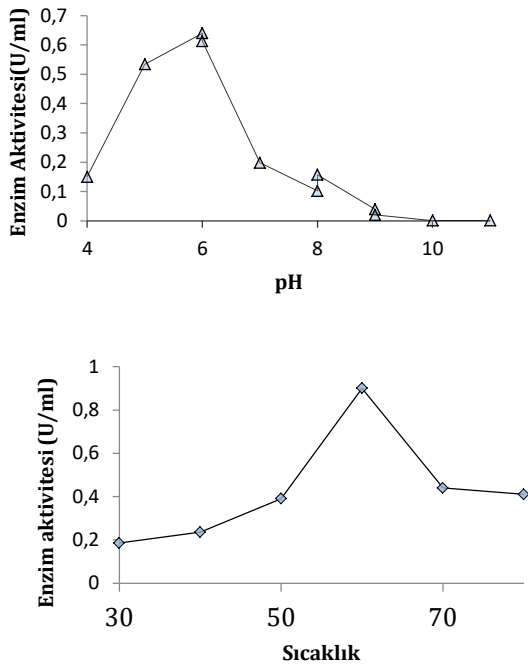 Enzim Aktivitesi(U/ml)
0,7
0,6
0,5
0,4
0,3
0,2
0,1
0
4 6 8 10
pH
Enzim aktivitesi (U/ml)
1
0,8
0,6
0,4
0,2
0
30 50 70
Sıcaklık